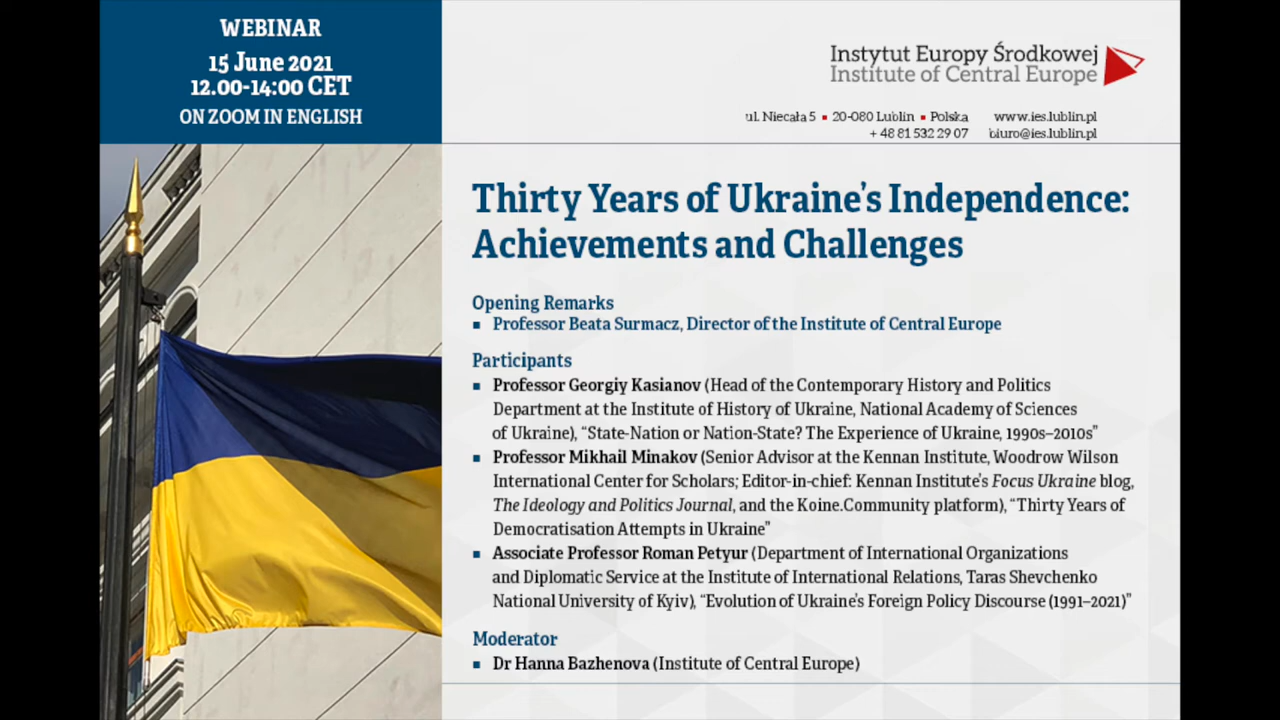 WEBINAR
15 June 2021
12.00-14:00 CET
ON ZOOM IN ENGLISH
Instytut Europy Środkowej
Institute of Central Europe
ul. Niecała 5 ▪ 20-080 Lublin ▪ Polska
www.ies.lublin.pl
+ 48 81 532 29 07
biuro@ies.lublin.pl
Thirty Years of Ukraine’s Independence:
Achievements and Challenges
Opening Remarks
▪ Professor Beata Surmacz, Director of the Institute of Central Europe
Participants
▪ Professor Georgiy Kasianov (Head of the Contemporary History and Politics
Department at the Institute of History of Ukraine, National Academy of Sciences
of Ukraine), “State-Nation or Nation-State? The Experience of Ukraine, 1990s–2010s”
▪ Professor Mikhail Minakov (Senior Advisor at the Kennan Institute, Woodrow Wilson
International Center for Scholars; Editor-in-chief: Kennan Institute’s Focus Ukraine blog,
The Ideology and Politics Journal, and the Koine.Community platform), “Thirty Years of
Democratisation Attempts in Ukraine”
▪ Associate Professor Roman Petyur (Department of International Organizations
and Diplomatic Service at the Institute of International Relations, Taras Shevchenko
National University of Kyiv), “Evolution of Ukraine’s Foreign Policy Discourse (1991–2021)”
Moderator
▪ Dr Hanna Bazhenova (Institute of Central Europe)